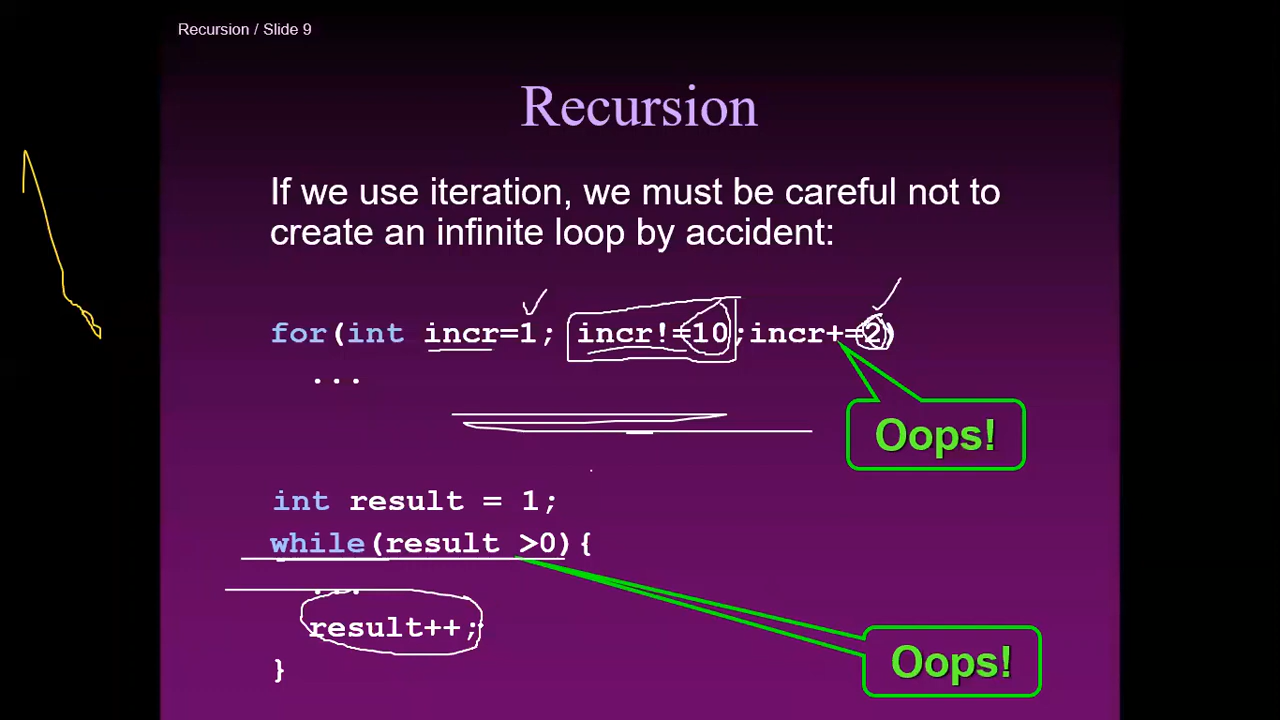 Recursion / Slide 9
Recursion
If we use iteration, we must be careful not to
create an infinite loop by accident:
for(int incr=1; incr!=10;incr+=2)
...
Oops!
int result = 1;
while(result >0){
...
result++;
}
Oops!